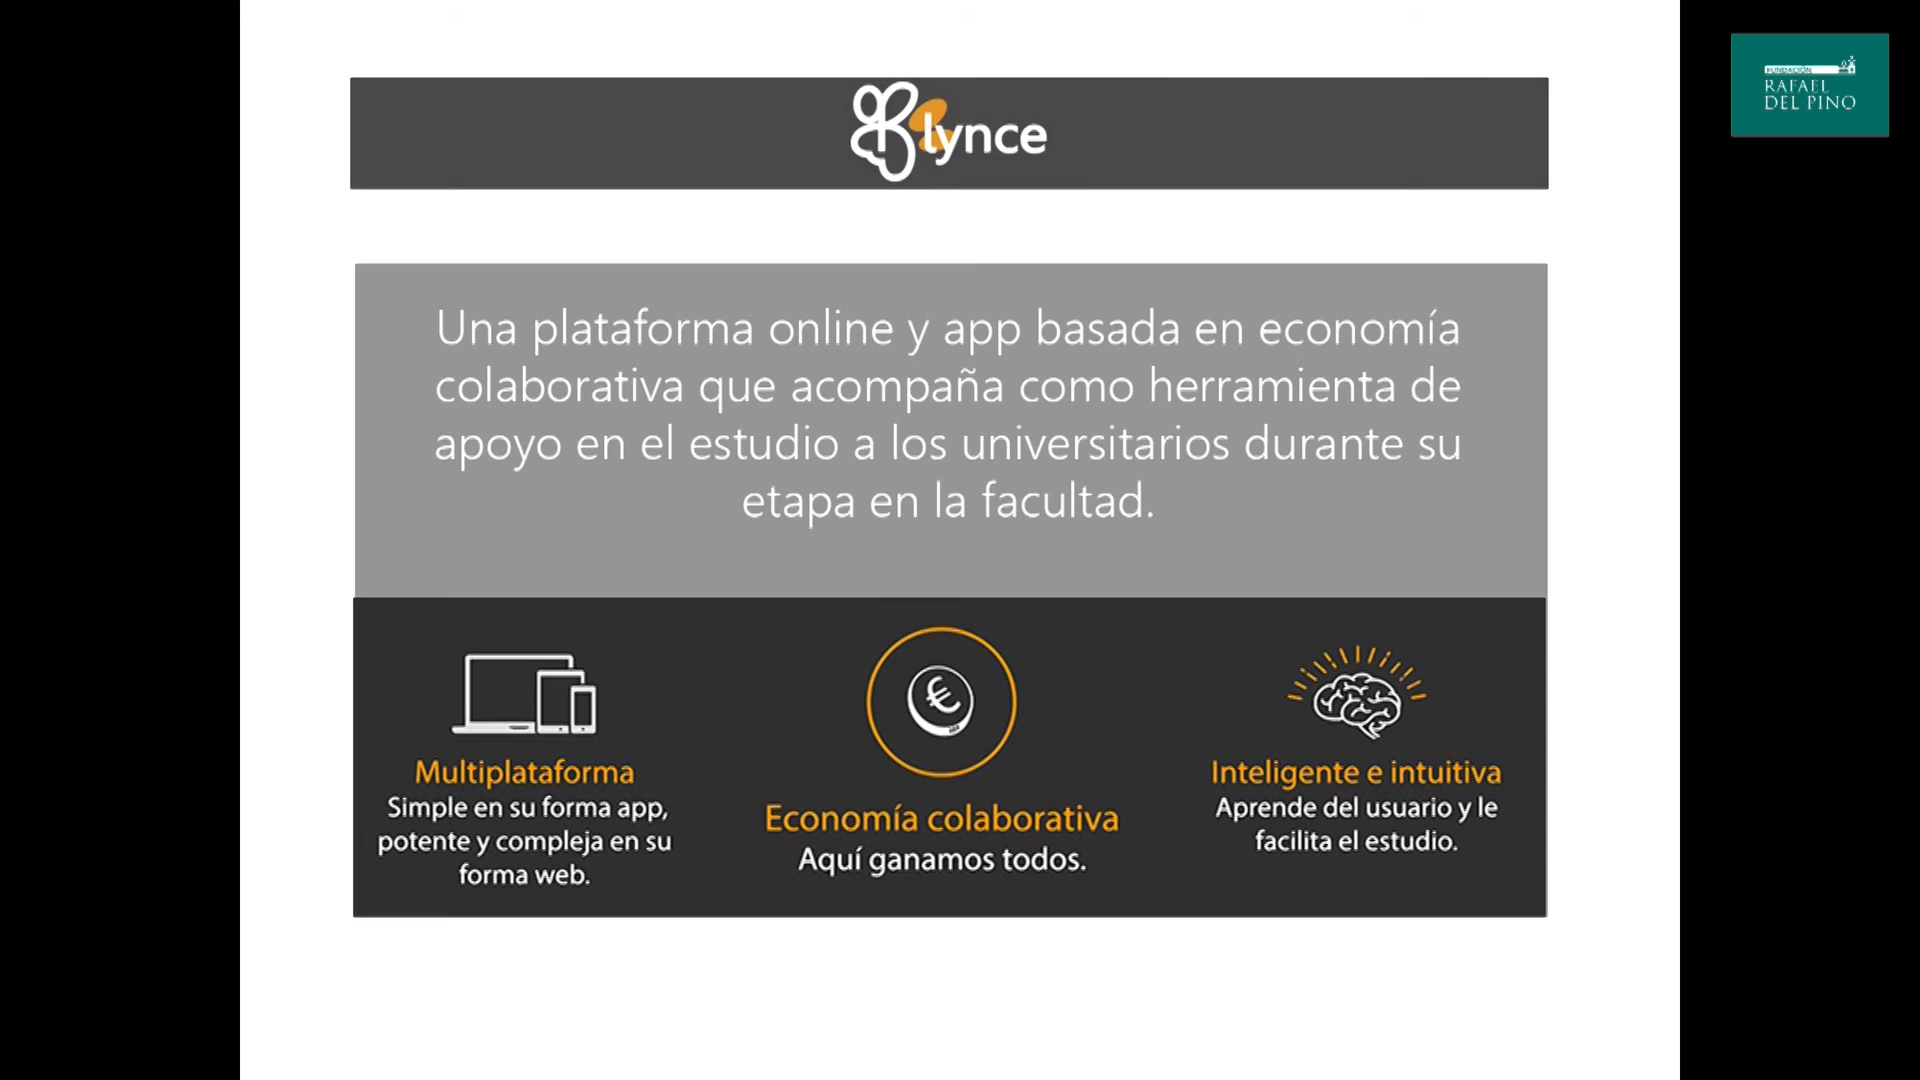 lynce
FUNDACIÓN
RAFAEL
DEL PINO
Una plataforma online y app basada en economía
colaborativa que acompaña como herramienta de
apoyo en el estudio a los universitarios durante su
etapa en la facultad.
Multiplataforma
Simple en su forma app,
potente y compleja en su
forma web.
Economía colaborativa
Aquí ganamos todos.
Inteligente e intuitiva
Aprende del usuario y le
facilita el estudio.